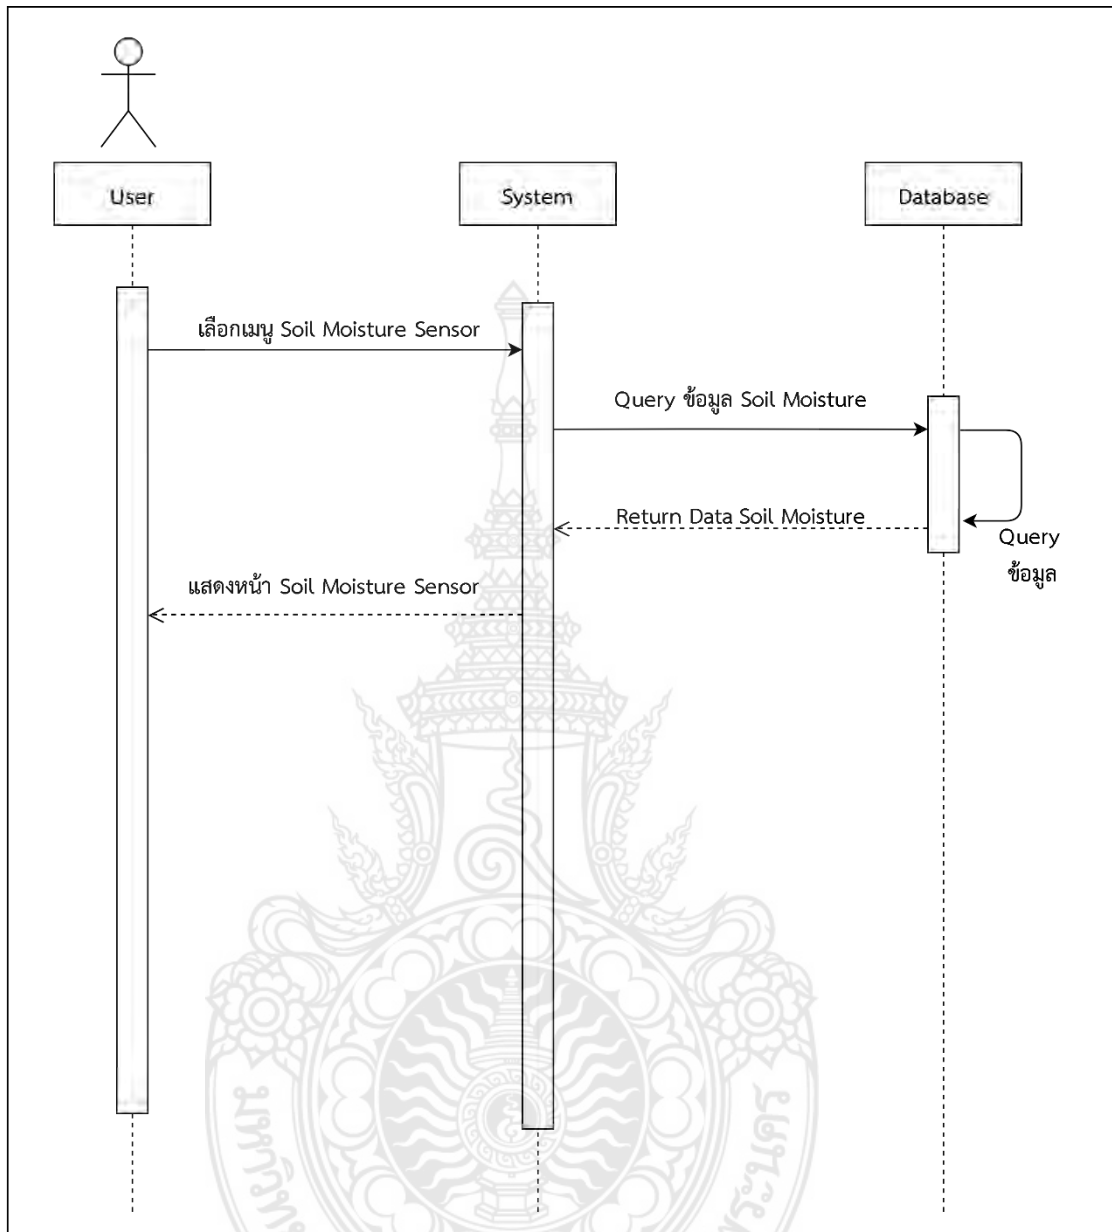 User
System
Database
เลือกเมนู Soil Moisture Sensor
Query ข้อมูล Soil Moisture
Return Data Soil Moisture
Query
ข้อมูล
แสดงหน้า Soil Moisture Sensor